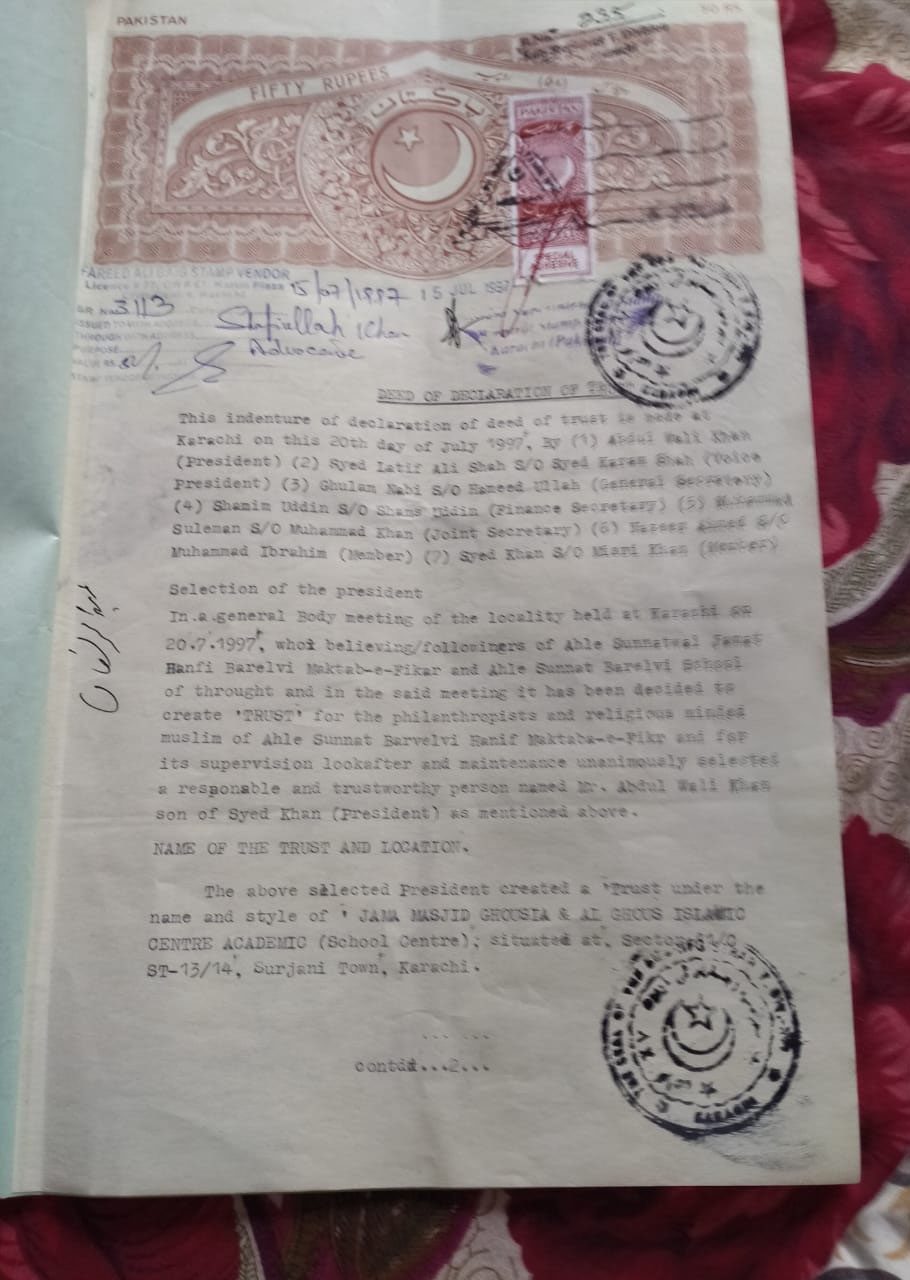 PAKISTAN
235
FIFTY RUPEES
پاکستان
PAKISTAN
SPECIAL
ADHESIVE
FAREED ALI BAIG STAMP VENDOR
15/07/1997 15 JUL 1997
3113
Shafiullah Khan
Advocate
DEED OF DECLARATION OF
This indenture of declaration of deed of trust is made at
Karachi on this 20th day of July 1997, By (1) Abdul Wali Khan
(President) (2) Syed Latif Ali Shah S/O Syed Karam Shah (Voice
President) (3) Ghulam Nabi S/O Hameed Ullah (General Secretary)
(4) Shamim Uddin S/O Shams Uddin (Finance Secretary) (5) Muhammad
Suleman S/O Muhammad Khan (Joint Secretary) (6) Naseer Ahmed S/O
Muhammad Ibrahim (Member) (7) Syed Khan S/O Misri Khan (Member)
Selection of the president
In.a.general Body meeting of the locality held at Karachi on
20.7.1997, who believing/followiners of Ahle Sunnatwal Jamat
Hanfi Barelvi Maktab-e-Fikar and Ahle Sunnat Barelvi School
of throught and in the said meeting it has been decided to
create 'TRUST' for the philanthropists and religious minded
muslim of Ahle Sunnat Barvelvi Hanif Maktaba-e-Fikr and for
its supervision lookafter and maintenance unanimously selected
a responable and trustworthy person named Mr. Abdul Wali Khan
son of Syed Khan (President) as mentioned above.
NAME OF THE TRUST AND LOCATION.
The above selected President created a 'Trust under the
name and style of ' JAMA MASJID GHOUSIA & AL GHOUS ISLAMIC
CENTRE ACADEMIC (School Centre), situated at, Sector
ST-13/14, Surjani Town, Karachi.
......
contdd...2...
KARACHI